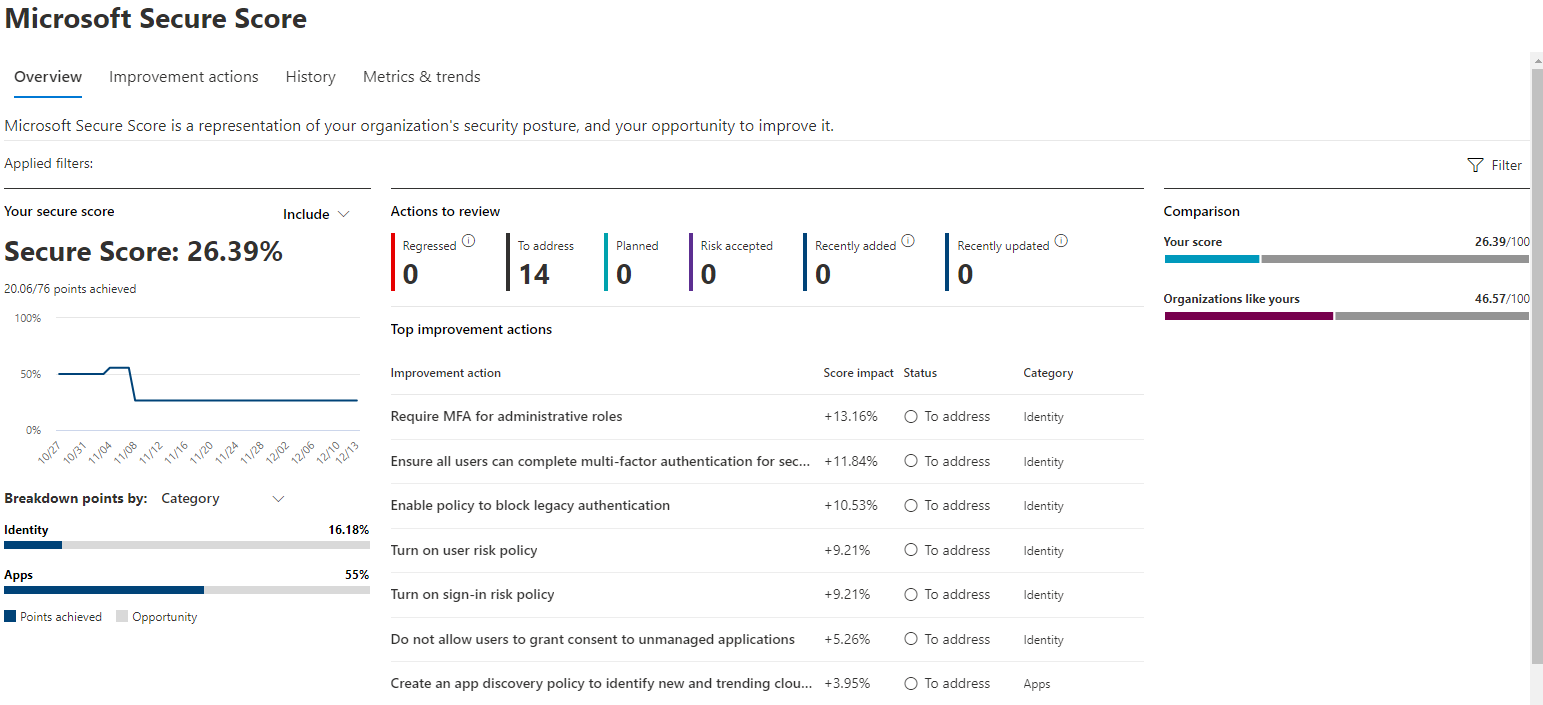 Microsoft Secure Score
Overview Improvement actions History Metrics & trends
Microsoft Secure Score is a representation of your organization's security posture, and your opportunity to improve it.
Applied filters:
Filter
Your secure score
Include
Secure Score: 26.39%
20.06/76 points achieved
100%
50%
0%
10/27 10/31 11/04 11/08 11/12 11/16 11/20 11/24 11/28 12/02 12/06 12/10 12/13
Breakdown points by: Category
Identity 16.18%
Apps 55%
Points achieved Opportunity
Actions to review
Regressed To address Planned Risk accepted Recently added Recently updated
0 14 0 0 0 0
Top improvement actions
Improvement action Score impact Status Category
Require MFA for administrative roles +13.16% To address Identity
Ensure all users can complete multi-factor authentication for sec... +11.84% To address Identity
Enable policy to block legacy authentication +10.53% To address Identity
Turn on user risk policy +9.21% To address Identity
Turn on sign-in risk policy +9.21% To address Identity
Do not allow users to grant consent to unmanaged applications +5.26% To address Identity
Create an app discovery policy to identify new and trending clou... +3.95% To address Apps
Comparison
Your score 26.39/100
Organizations like yours 46.57/100